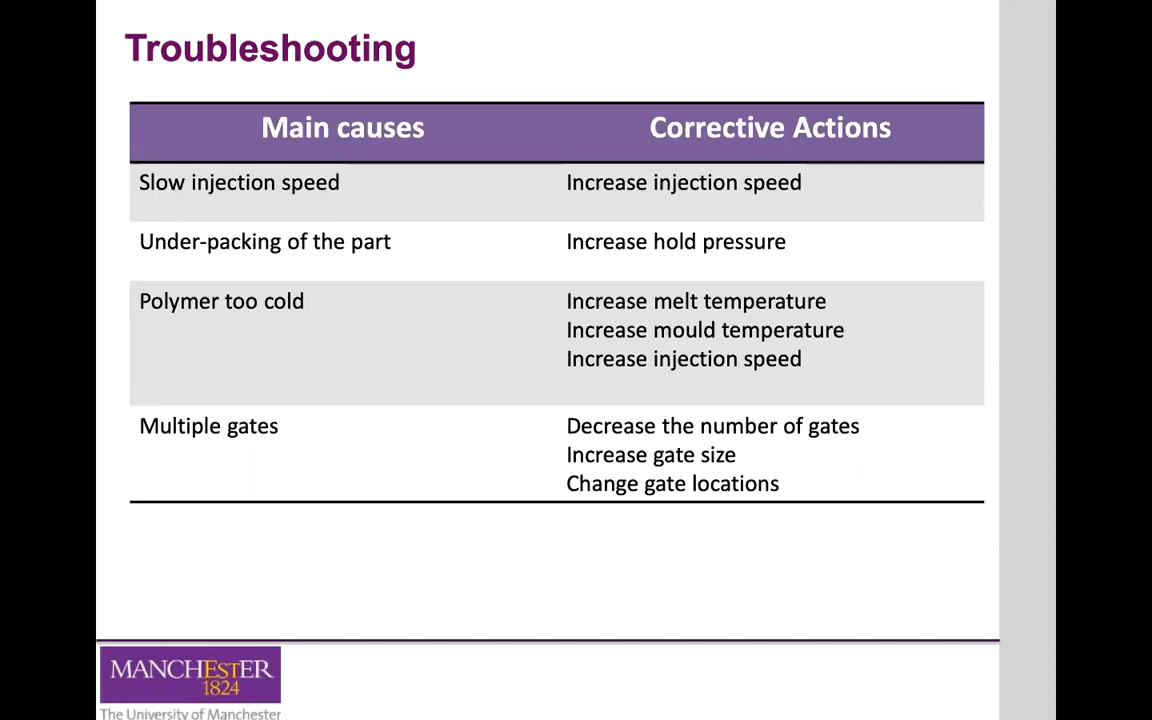 Troubleshooting
Main causes
Corrective Actions
Slow injection speed
Increase injection speed
Under-packing of the part
Increase hold pressure
Polymer too cold
Increase melt temperature
Increase mould temperature
Increase injection speed
Multiple gates
Decrease the number of gates
Increase gate size
Change gate locations
MANCHESTER
1824
The University of Manchester